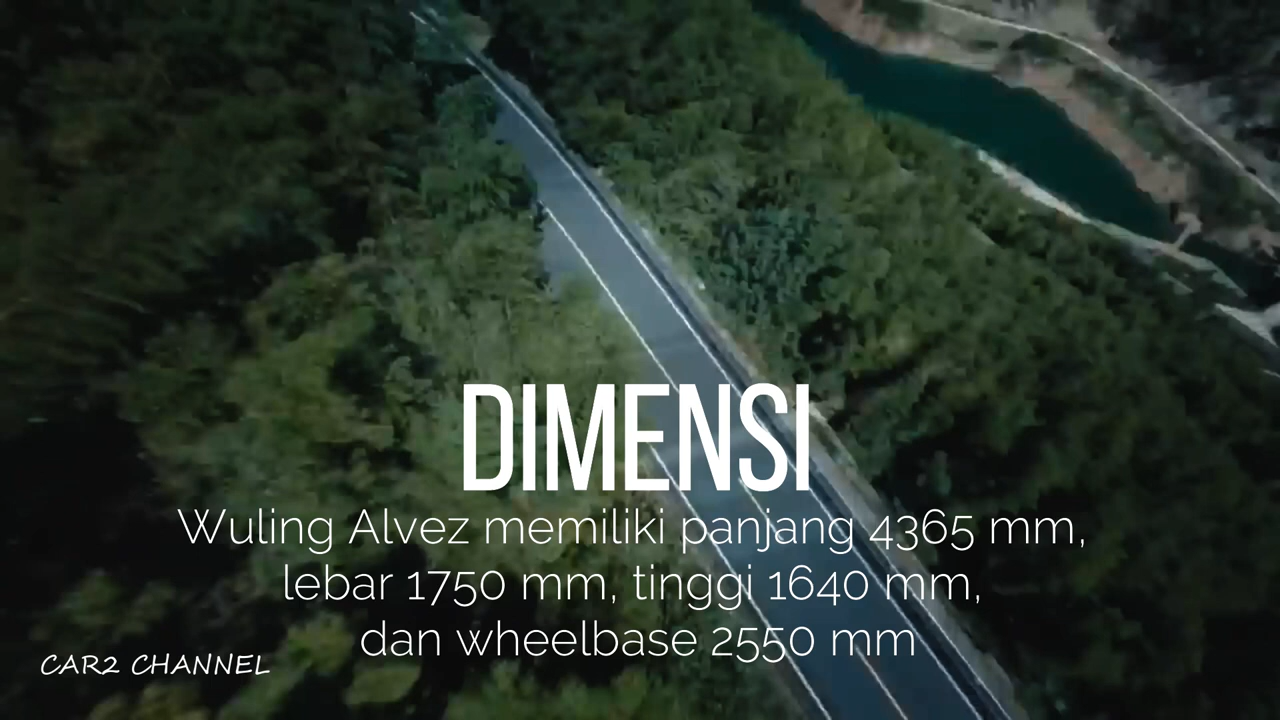 DIMENSI
Wuling Alvez memiliki panjang 4365 mm,
lebar 1750 mm, tinggi 1640 mm,
dan wheelbase 2550 mm
CAR2 CHANNEL